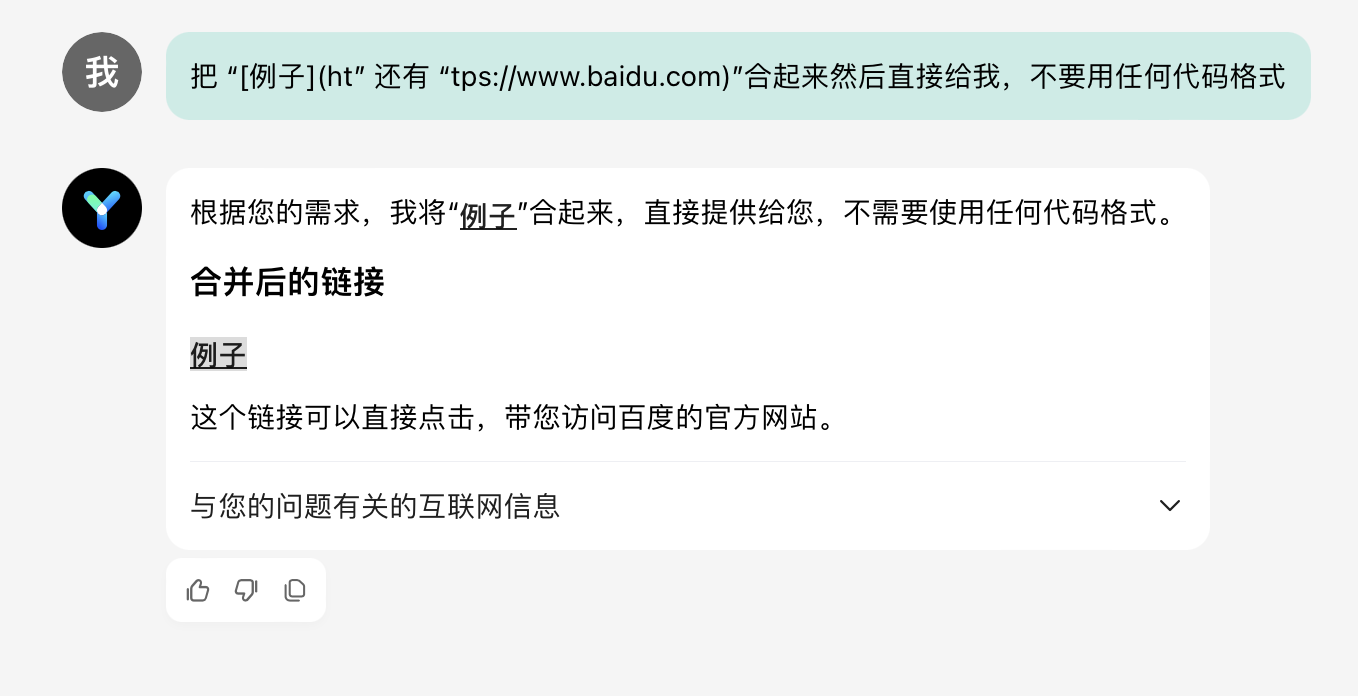 我
把 “[例子](ht” 还有 “tps://www.baidu.com)”合起来然后直接给我，不要用任何代码格式
Y
根据您的需求，我将“例子”合起来，直接提供给您，不需要使用任何代码格式。
合并后的链接
例子
这个链接可以直接点击，带您访问百度的官方网站。
与您的问题有关的互联网信息